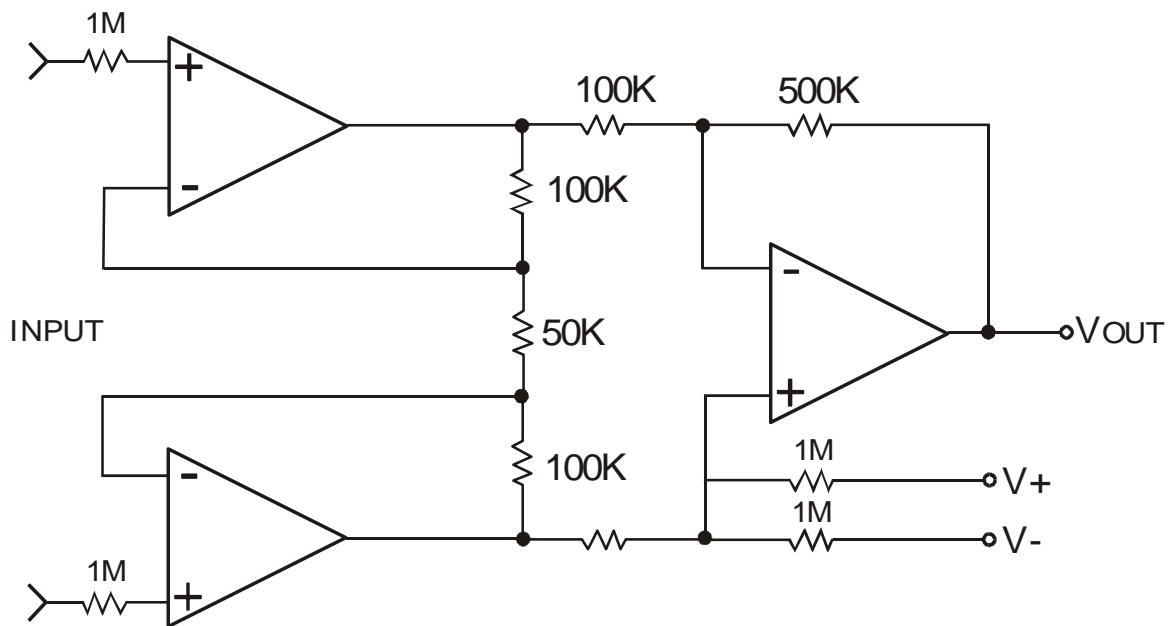 1M
+
-
100K
500K
100K
INPUT
50K
-
+
VOUT
-
100K
1M
V+
1M
V-
1M
+